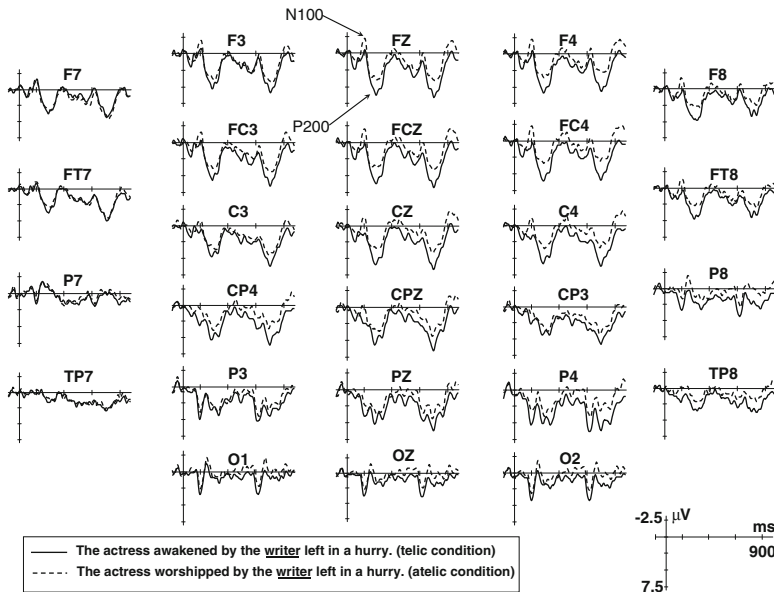 N100
F3
FZ
F4
F7
F8
P200
FC3
FCZ
FC4
FT7
FT8
C3
CZ
C4
P7
P8
CP4
CPZ
CP3
TP7
P3
PZ
P4
TP8
O1
OZ
O2
-2.5
μV
ms
900
7.5
The actress awakened by the writer left in a hurry. (telic condition)
The actress worshipped by the writer left in a hurry. (atelic condition)